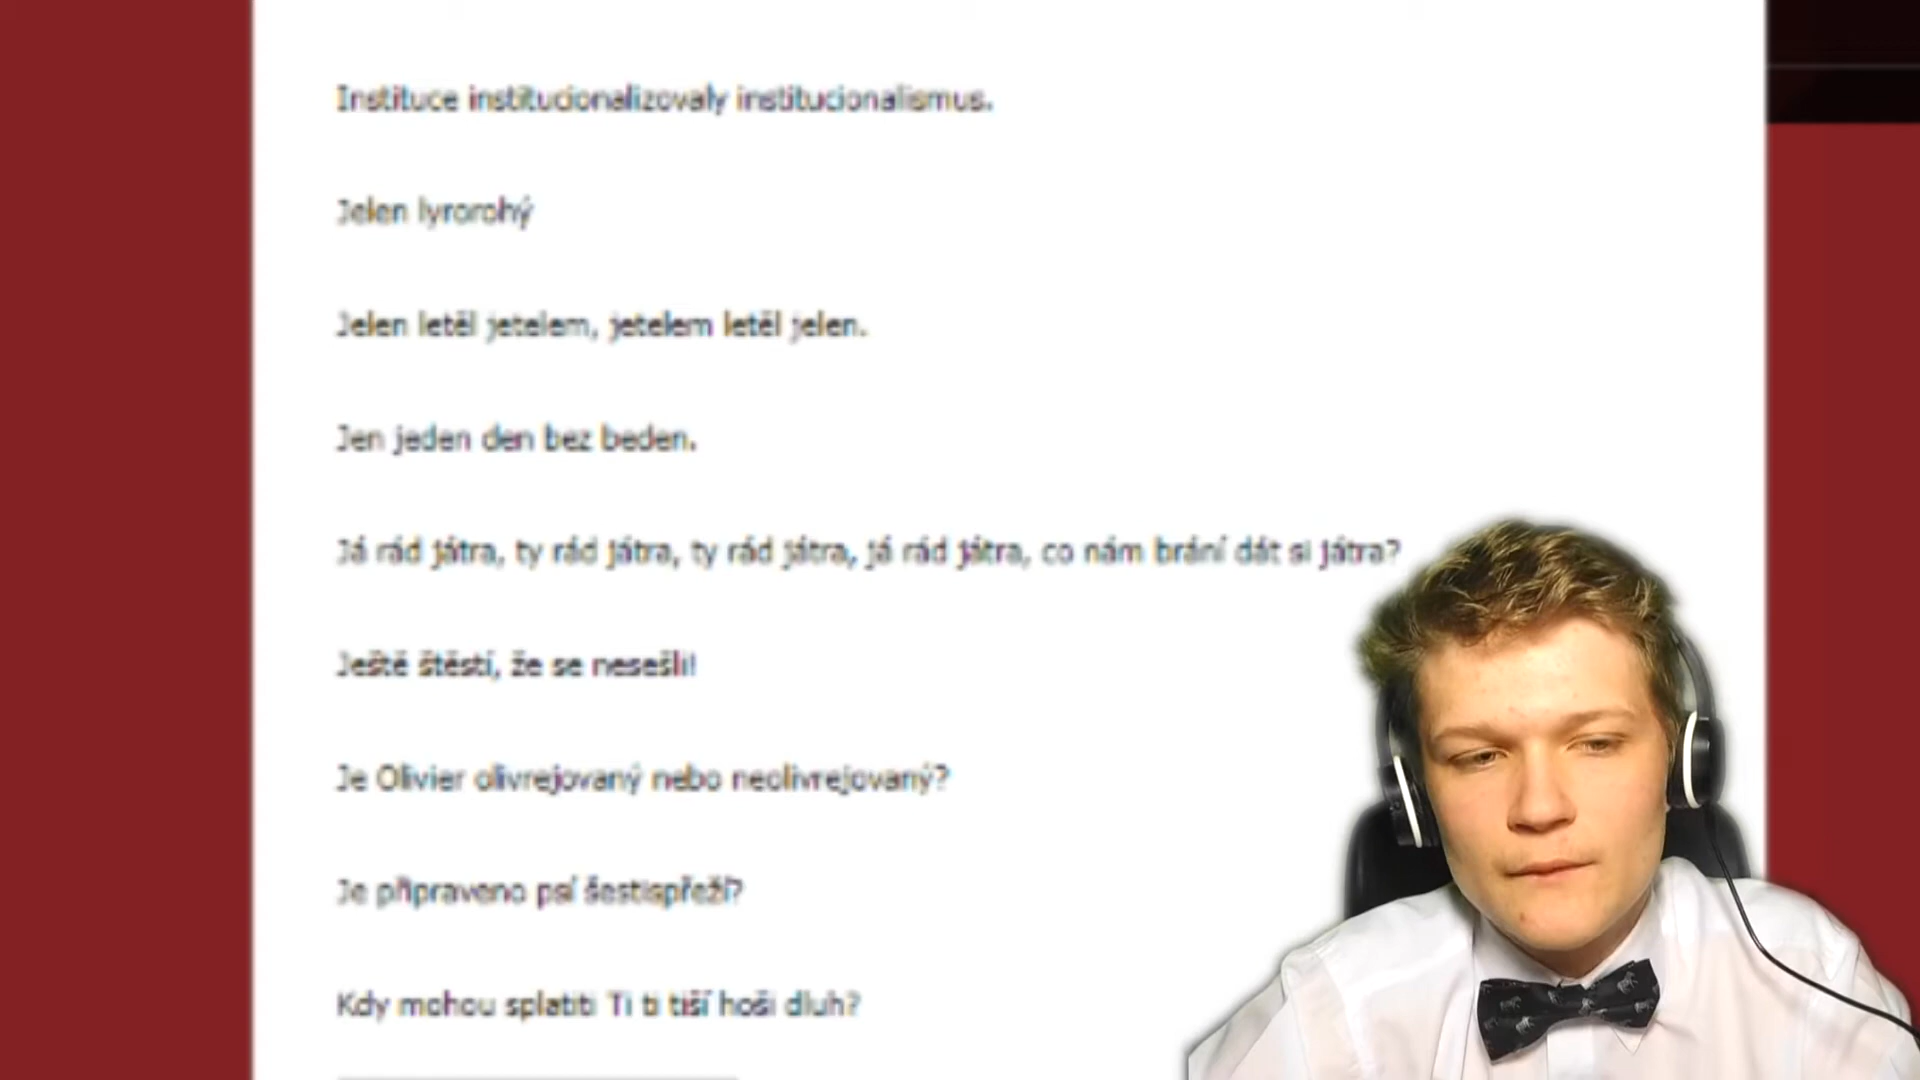 Instituce institucionalizovaly institucionalismus.
Jelen lyrorohý
Jelen letěl jetelem, jetelem letěl jelen.
Jen jeden den bez beden.
Já rád játra, ty rád játra, ty rád játra, já rád játra, co nám brání dát si játra?
Ještě štěstí, že se nesešli!
Je Olivier olivrejovaný nebo neolivrejovaný?
Je připraveno psí šestispřeží?
Kdy mohou splatiti Ti ti tiší hoši dluh?